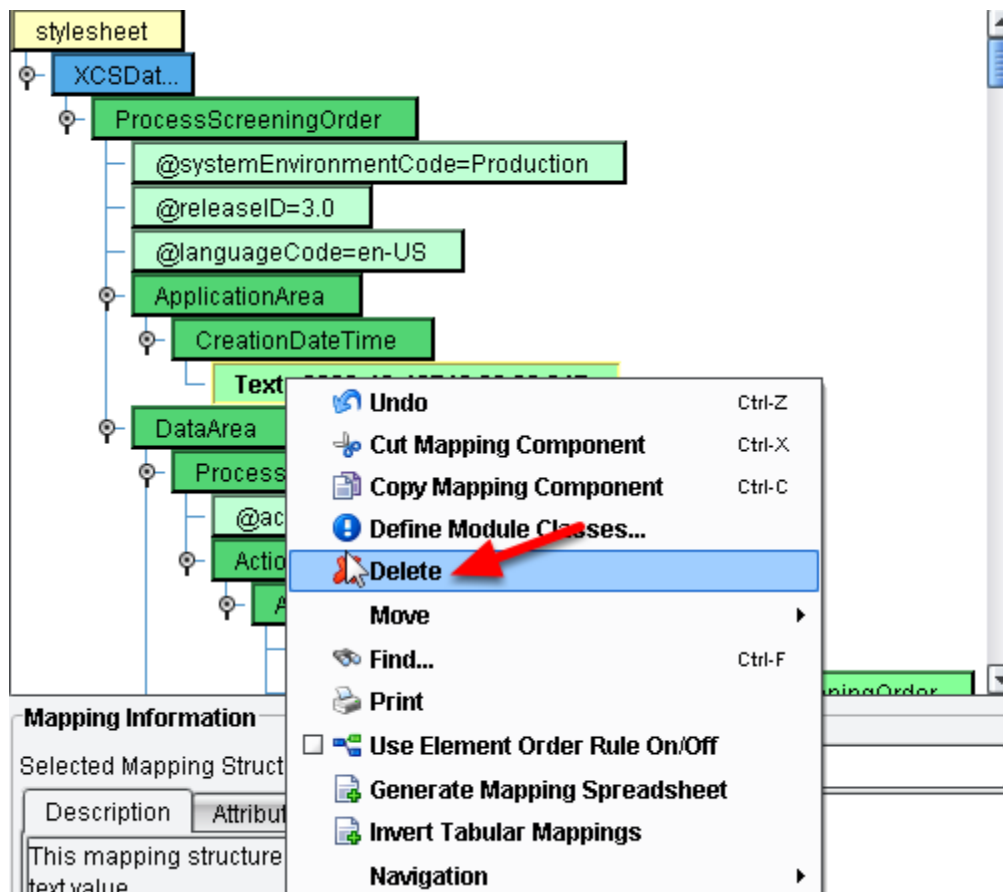 stylesheet
XCSDat...
ProcessScreeningOrder
@systemEnvironmentCode=Production
@releaseID=3.0
@languageCode=en-US
ApplicationArea
CreationDateTime
Text
Undo Ctrl-Z
DataArea
Cut Mapping Component Ctrl-X
Process
Copy Mapping Component Ctrl-C
@ac
Define Module Classes...
Actio
Delete
A
Move
Find... Ctrl-F
Print
Mapping Information
Use Element Order Rule On/Off
Selected Mapping Struct
Generate Mapping Spreadsheet
Description Attribut
Invert Tabular Mappings
This mapping structure
Navigation
text value